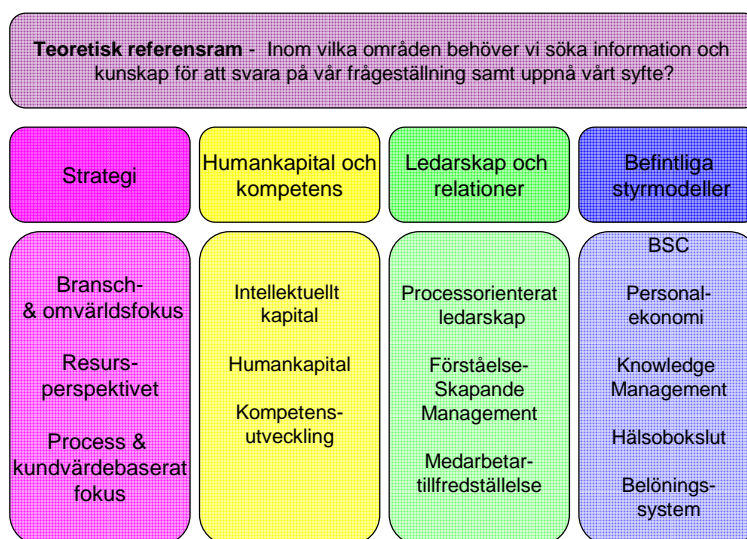 Teoretisk referensram - Inom vilka områden behöver vi söka information och
kunskap för att svara på vår frågeställning samt uppnå vårt syfte?
Strategi
Humankapital och
kompetens
Ledarskap och
relationer
Befintliga
styrmodeller
Bransch-
& omvärldsfokus
Resurs-
perspektivet
Process &
kundvärdebaserat
fokus
Intellektuellt
kapital
Humankapital
Kompetens-
utveckling
Processorienterat
ledarskap
Förståelse-
Skapande
Management
Medarbetar-
tillfredställelse
BSC
Personal-
ekonomi
Knowledge
Management
Hälsobokslut
Belönings-
system